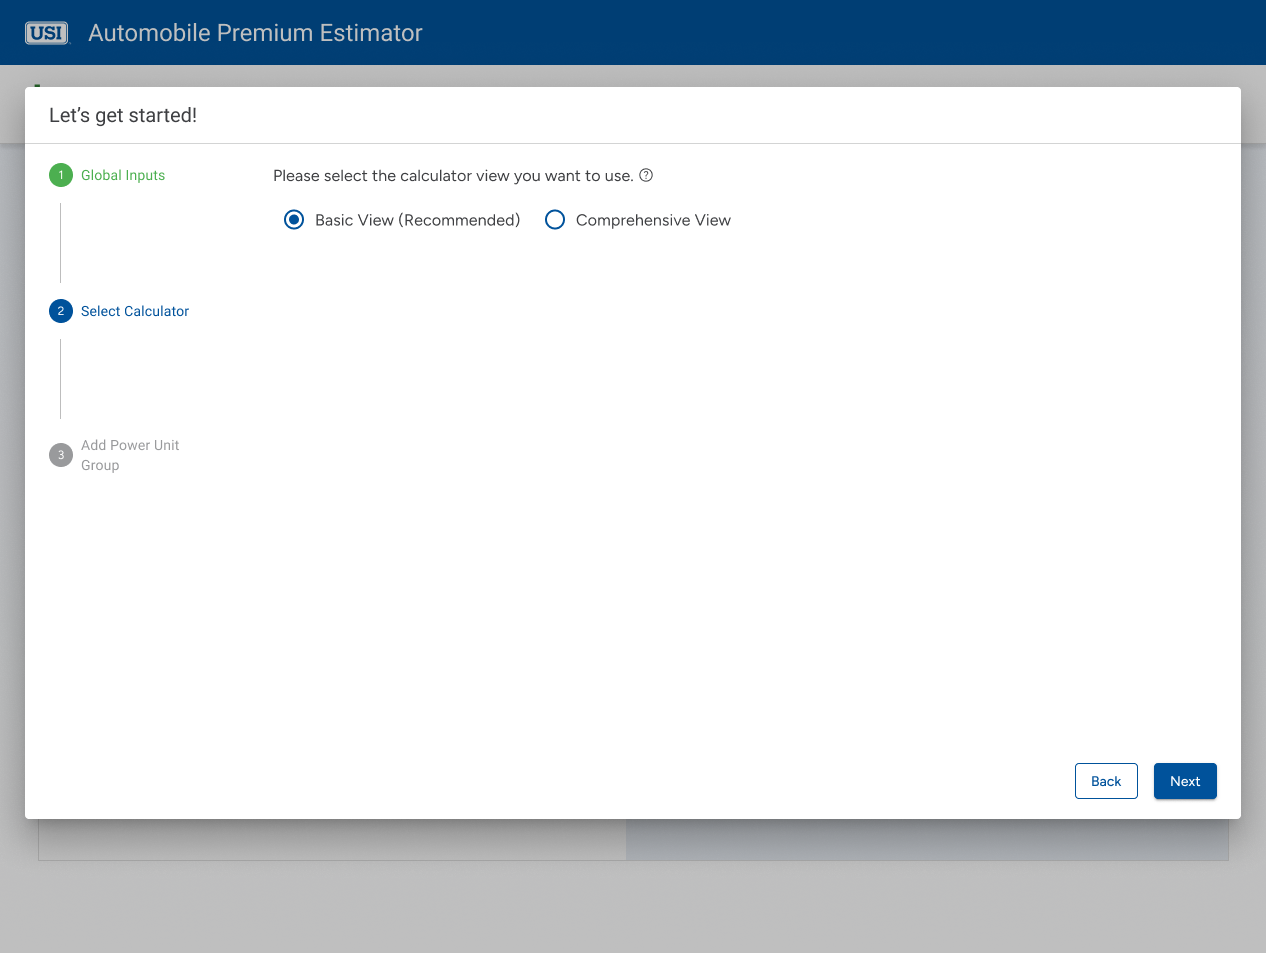 USI Automobile Premium Estimator
Let’s get started!
1 Global Inputs
Please select the calculator view you want to use. ?
Basic View (Recommended) Comprehensive View
2 Select Calculator
3 Add Power Unit
Group
Back Next